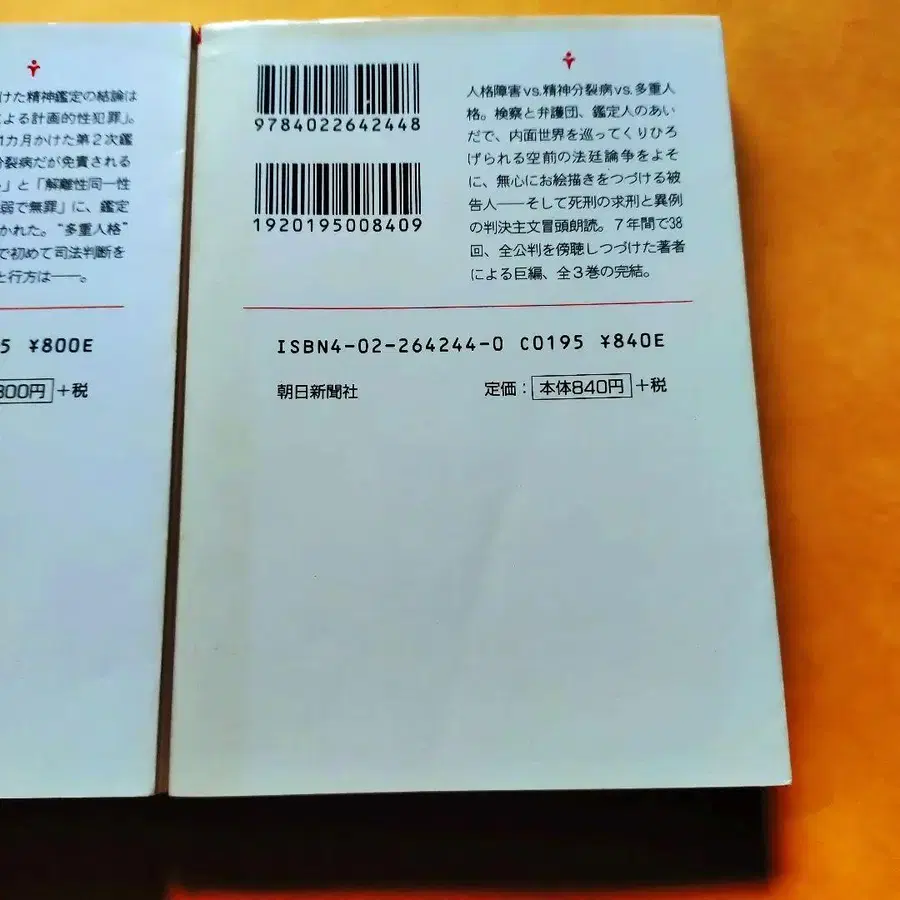 けた精神鑑定の結論は
よる計画的性犯罪」。
1カ月かけた第2次鑑
分裂病だが免責される
」と「解離性同一性
弱で無罪」に、鑑定
かれた。“多重人格”
で初めて司法判断を
と行方は——。
5 ¥800E
800円 +税
9784022642448
1920195008409
人格障害vs.精神分裂病vs.多重人
格。検察と弁護団、鑑定人のあい
だで、内面世界を巡ってくりひろ
げられる空前の法廷論争をよそ
に、無心にお絵描きをつづける被
告人——そして死刑の求刑と異例
の判決主文冒頭朗読。7年間で38
回、全公判を傍聴しつづけた著者
による巨編、全3巻の完結。
ISBN4-02-264244-0 C0195 ¥840E
朝日新聞社 定価：本体840円 +税